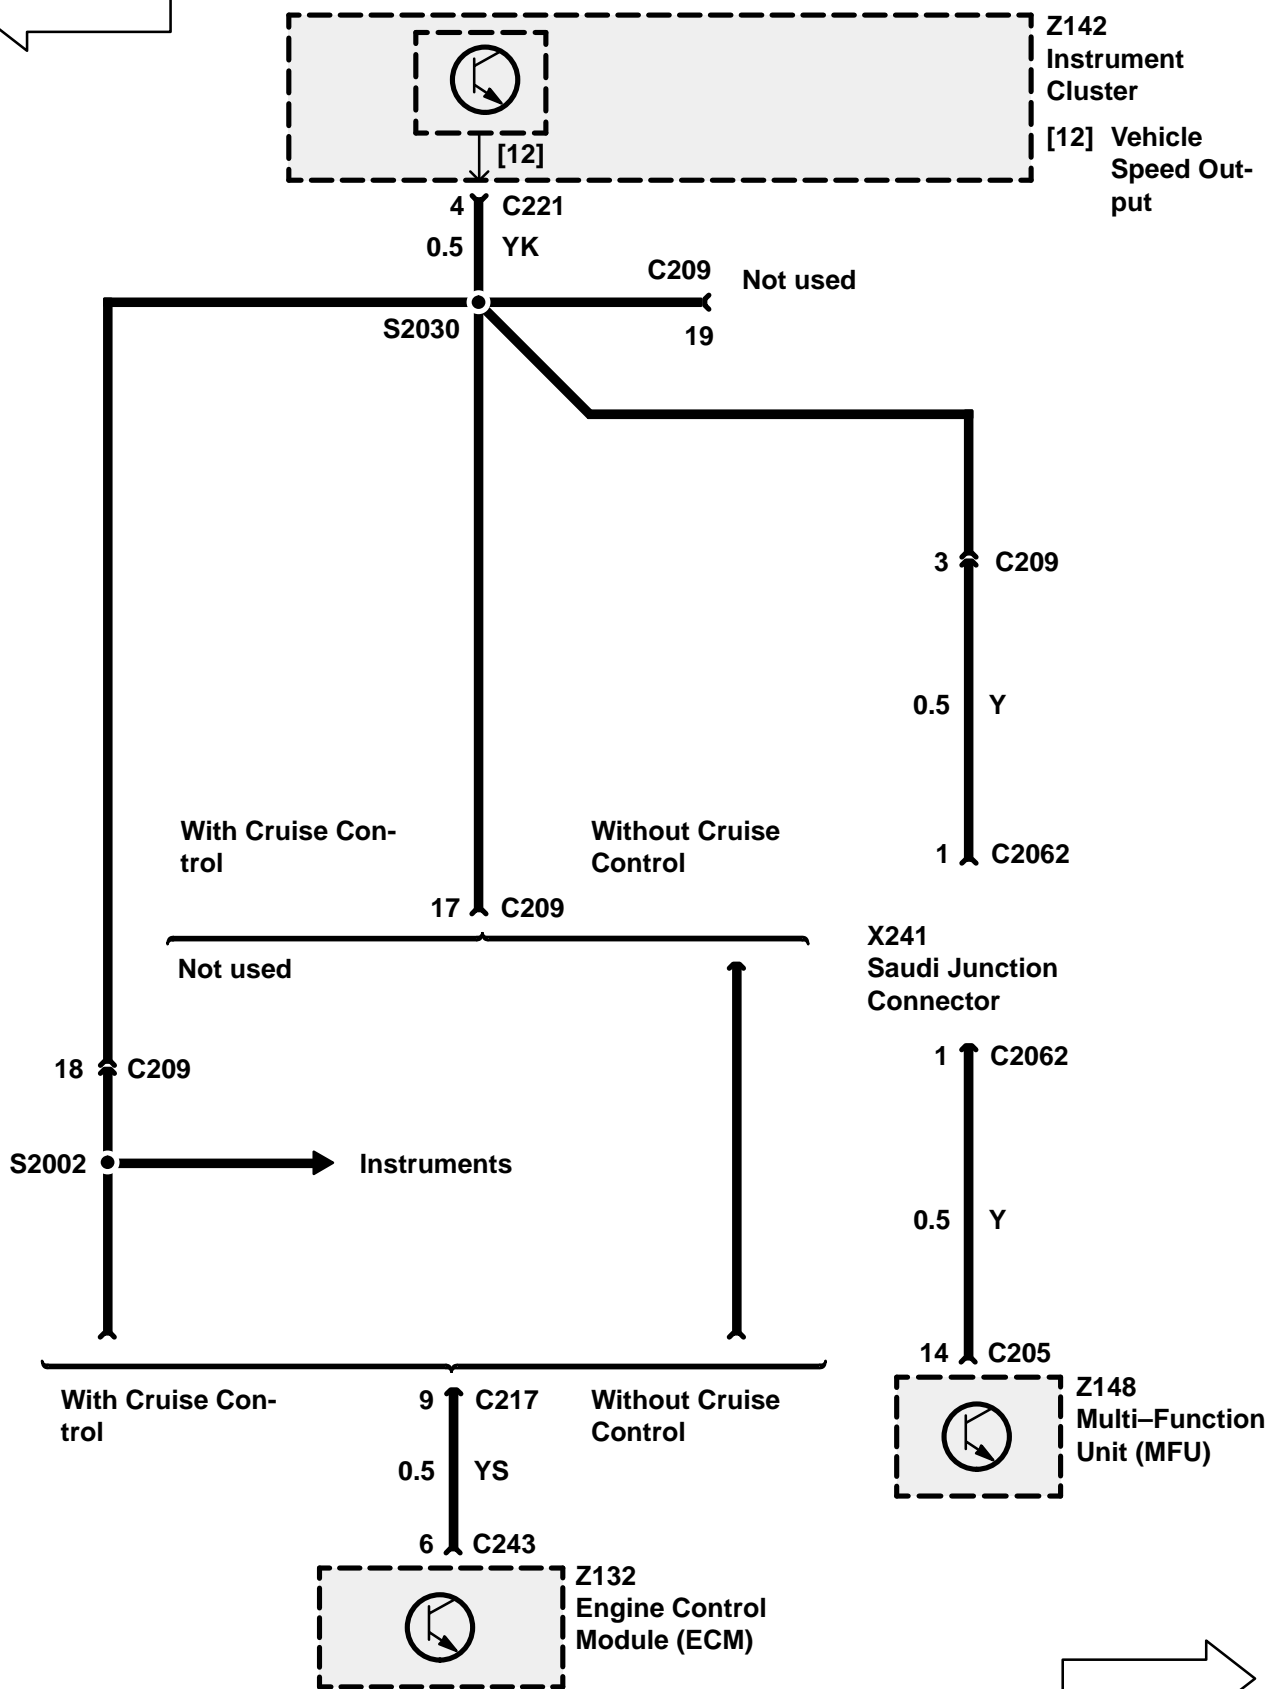 Z142
Instrument
Cluster
[12] Vehicle
Speed Out-
put
[12]
4 C221
0.5 YK
C209 Not used
19
S2030
3 C209
0.5 Y
With Cruise Con-
trol
Without Cruise
Control
1 C2062
17 C209
Not used
X241
Saudi Junction
Connector
1 C2062
18 C209
S2002 Instruments
0.5 Y
14 C205
Z148
Multi–Function
Unit (MFU)
With Cruise Con-
trol
9 C217
Without Cruise
Control
0.5 YS
6 C243
Z132
Engine Control
Module (ECM)